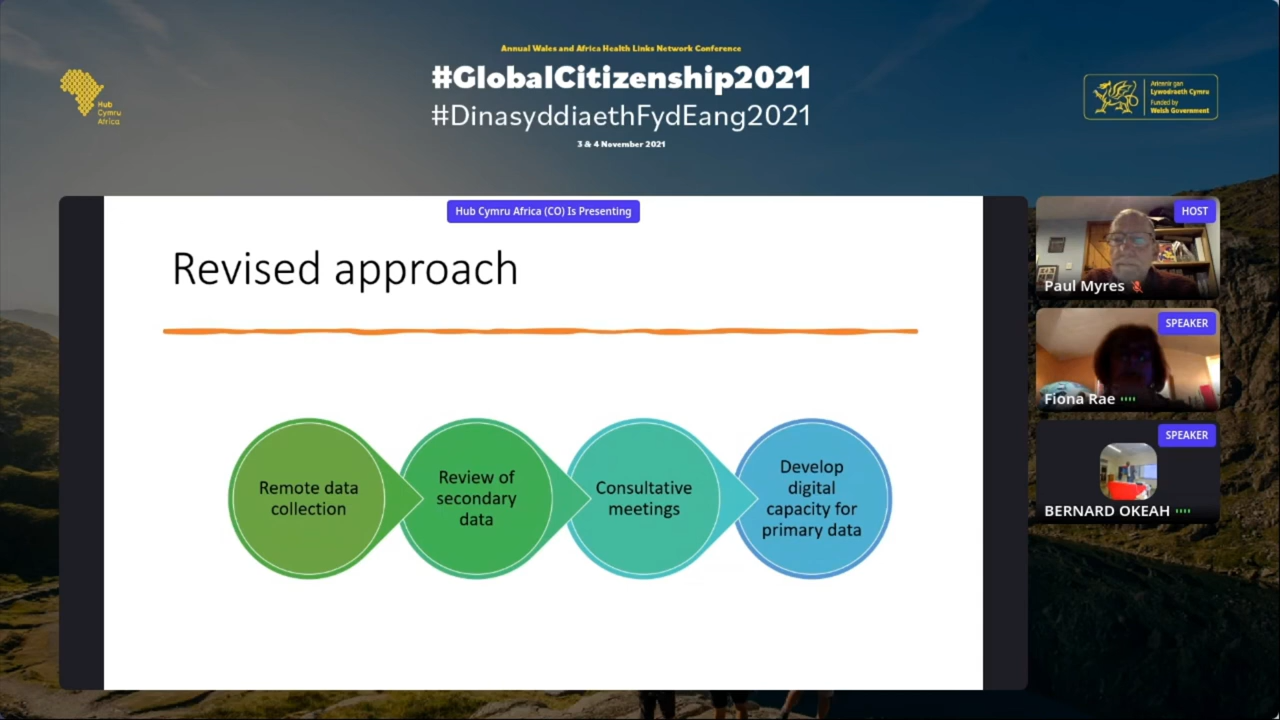 Annual Wales and Africa Health Links Network Conference
#GlobalCitizenship2021
#DinasyddiaethFydEang2021
3 & 4 November 2021
Hub
Cymru
Africa
Ariennir gan
Lywodraeth Cymru
Funded by
Welsh Government
Hub Cymru Africa (CO) Is Presenting
Revised approach
Remote data
collection
Review of
secondary
data
Consultative
meetings
Develop
digital
capacity for
primary data
HOST
Paul Myres
SPEAKER
Fiona Rae
SPEAKER
BERNARD OKEAH